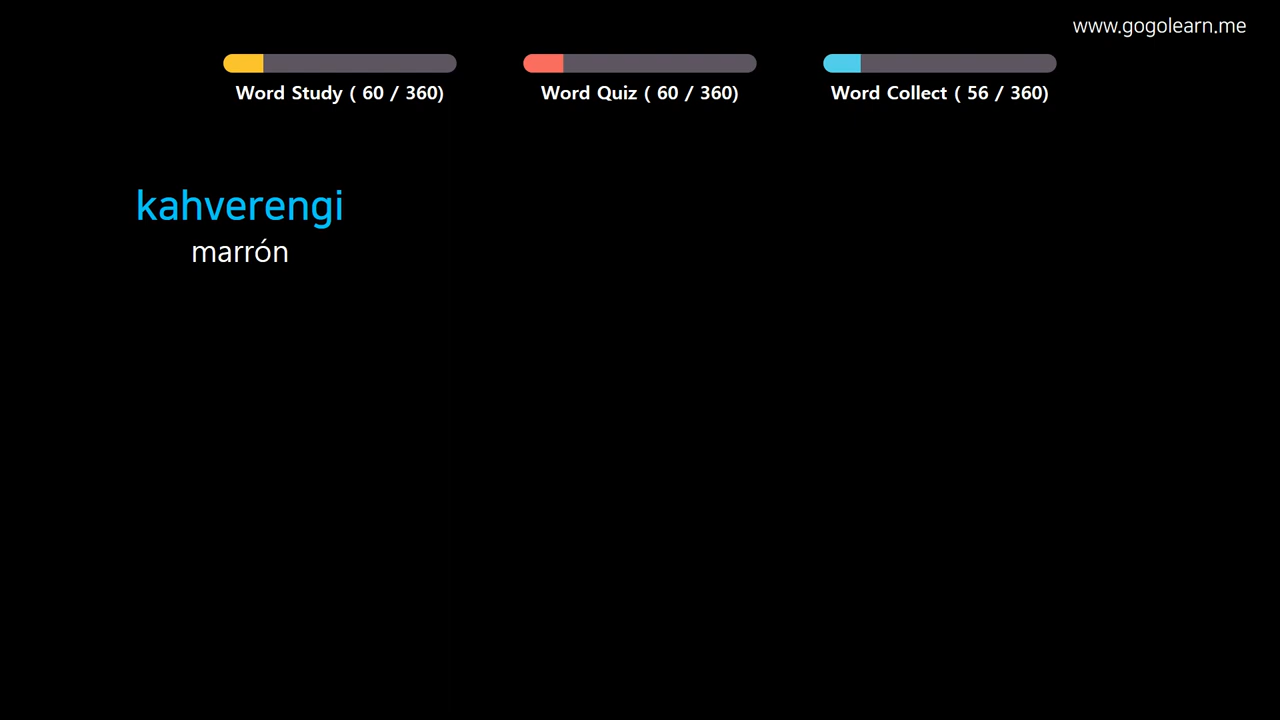 www.gogolearn.me
Word Study ( 60 / 360)
Word Quiz ( 60 / 360)
Word Collect ( 56 / 360)
kahverengi
marrón